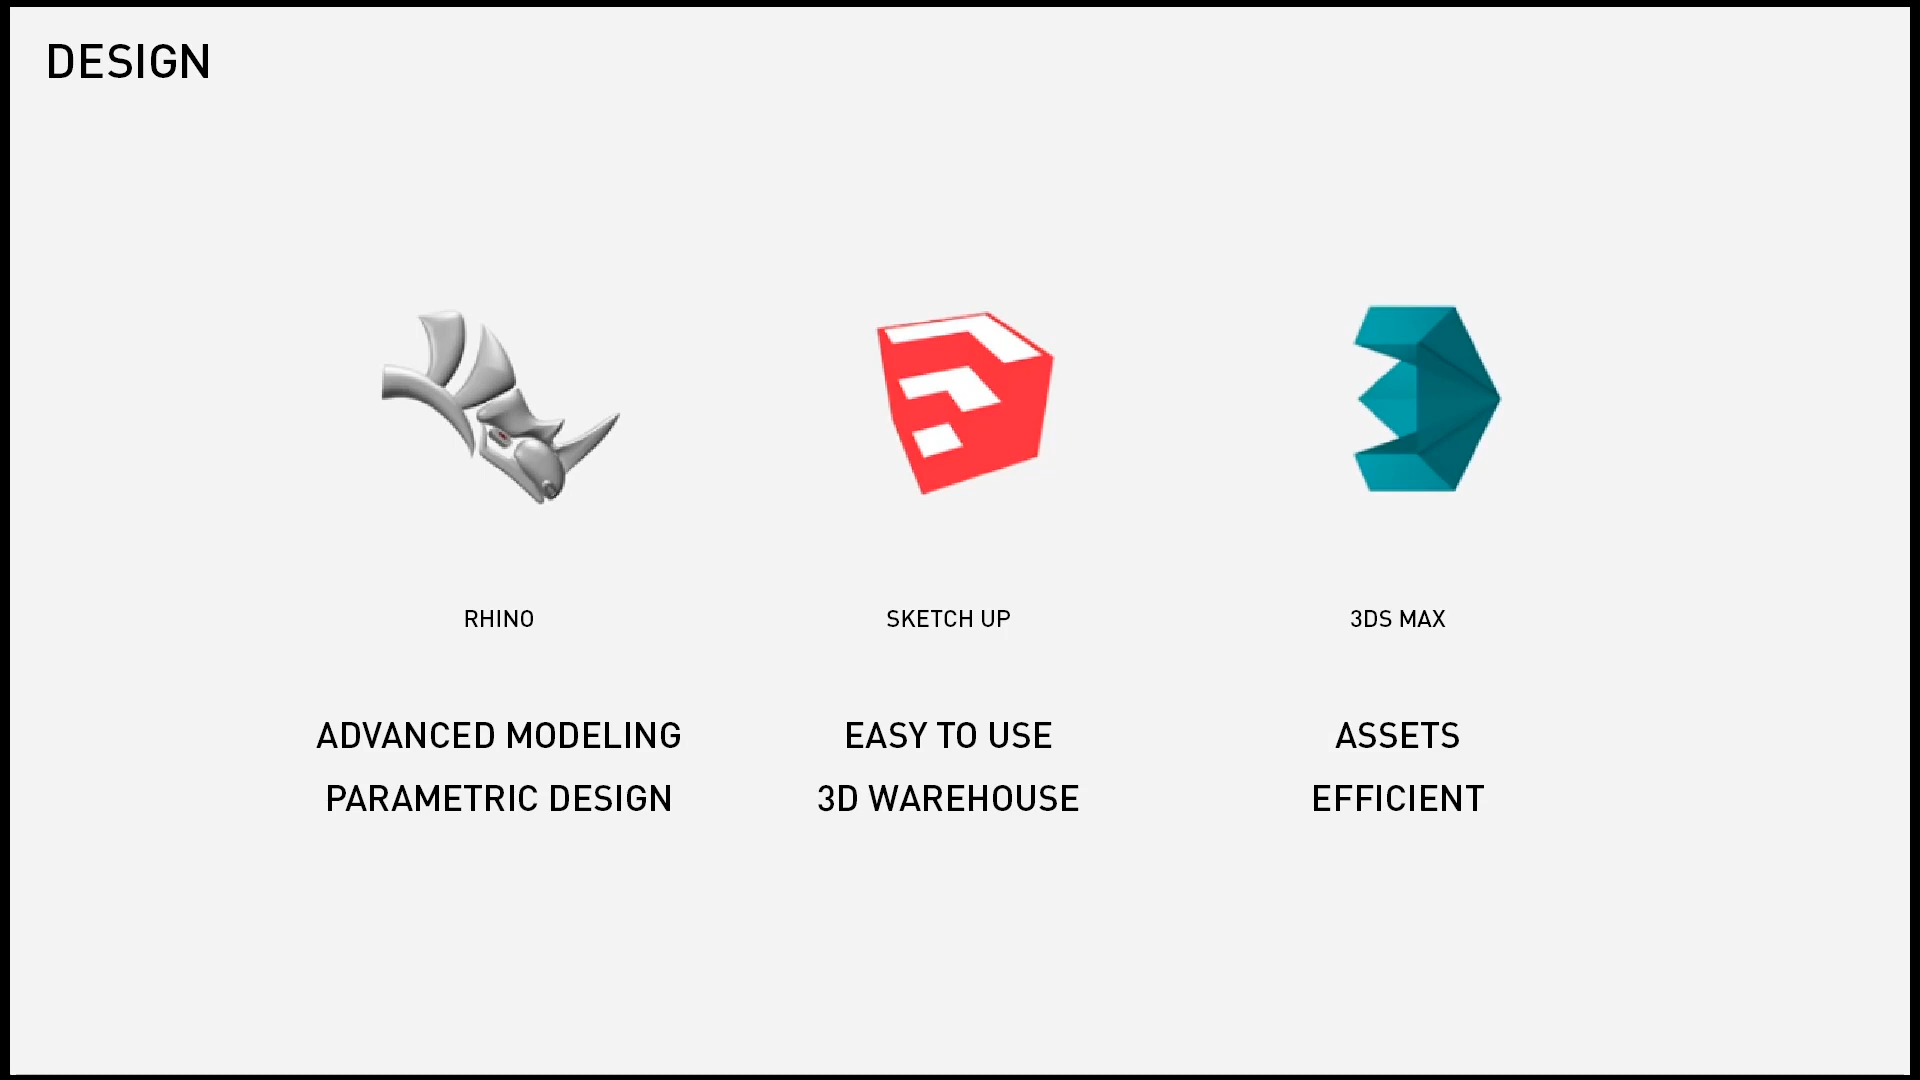 DESIGN
RHINO
SKETCH UP
3DS MAX
ADVANCED MODELING
PARAMETRIC DESIGN
EASY TO USE
3D WAREHOUSE
ASSETS
EFFICIENT